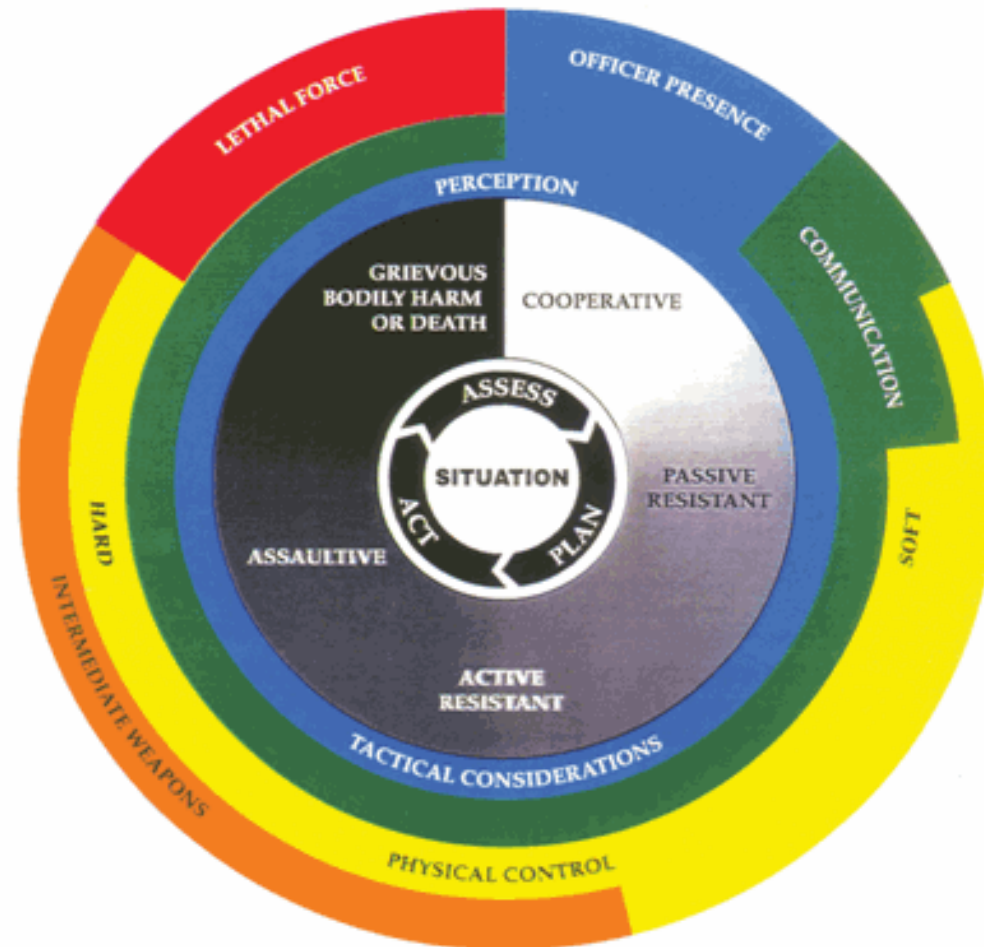 LETHAL FORCE
OFFICER PRESENCE
PERCEPTION
COMMUNICATION
GRIEVOUS
BODILY HARM
OR DEATH
COOPERATIVE
ASSESS
SITUATION
PLAN
ACT
PASSIVE
RESISTANT
SOFT
HARD
ASSAULTIVE
INTERMEDIATE WEAPONS
ACTIVE
RESISTANT
TACTICAL CONSIDERATIONS
PHYSICAL CONTROL